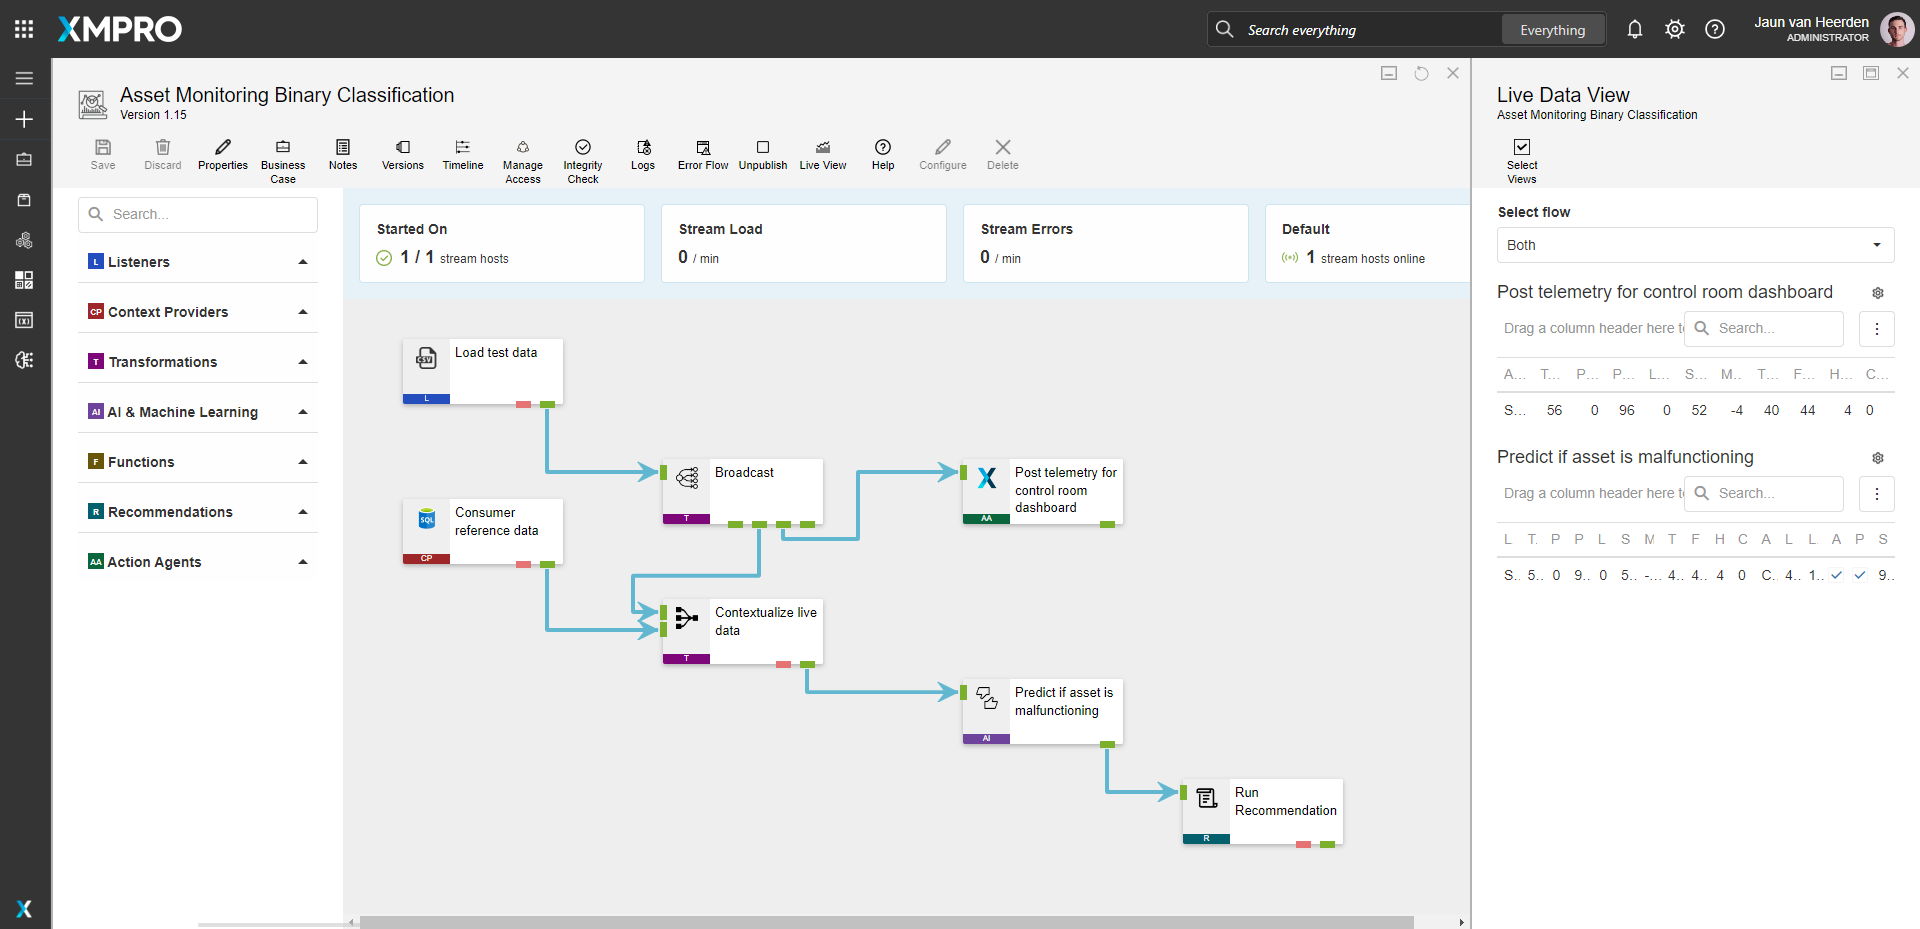 XMPRO
Search everything
Everything
Jaun van Heerden
ADMINISTRATOR
Asset Monitoring Binary Classification
Version 1.15
Save
Discard
Properties
Business
Case
Notes
Versions
Timeline
Manage
Access
Integrity
Check
Logs
Error Flow
Unpublish
Live View
Help
Configure
Delete
Search...
L Listeners
CP Context Providers
T Transformations
AI AI & Machine Learning
F Functions
R Recommendations
AA Action Agents
Started On
1 / 1 stream hosts
Stream Load
0 / min
Stream Errors
0 / min
Default
1 stream hosts online
CSV
Load test data
L
Broadcast
T
Post telemetry for
control room
dashboard
AA
SQL
Consumer
reference data
CP
Contextualize live
data
T
Predict if asset is
malfunctioning
AI
Run
Recommendation
R
Live Data View
Asset Monitoring Binary Classification
Select
Views
Select flow
Both
Post telemetry for control room dashboard
Drag a column header here t
Search...
A... T... P... P... L... S... M... T... F... H... C...
S... 56 0 96 0 52 -4 40 44 4 0
Predict if asset is malfunctioning
Drag a column header here t
Search...
L T. P P L S M T F H C A L L. A P S
S.. 5.. 0 9.. 0 5.. -... 4.. 4.. 4 0 C.. 4.. 1.. 9..